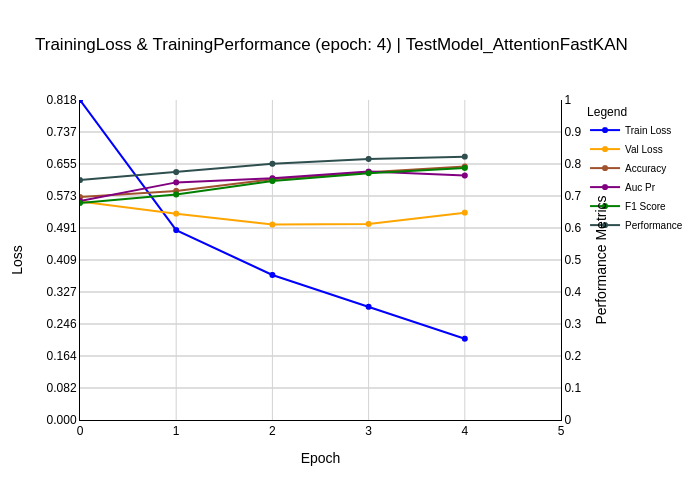 TrainingLoss & TrainingPerformance (epoch: 4) | TestModel_AttentionFastKAN
0.818
0.737
0.655
0.573
0.491
0.409
0.327
0.246
0.164
0.082
0.000
Loss
0 1 2 3 4 5
Epoch
1
0.9
0.8
0.7
0.6
0.5
0.4
0.3
0.2
0.1
0
Performance Metrics
Legend
Train Loss
Val Loss
Accuracy
Auc Pr
F1 Score
Performance